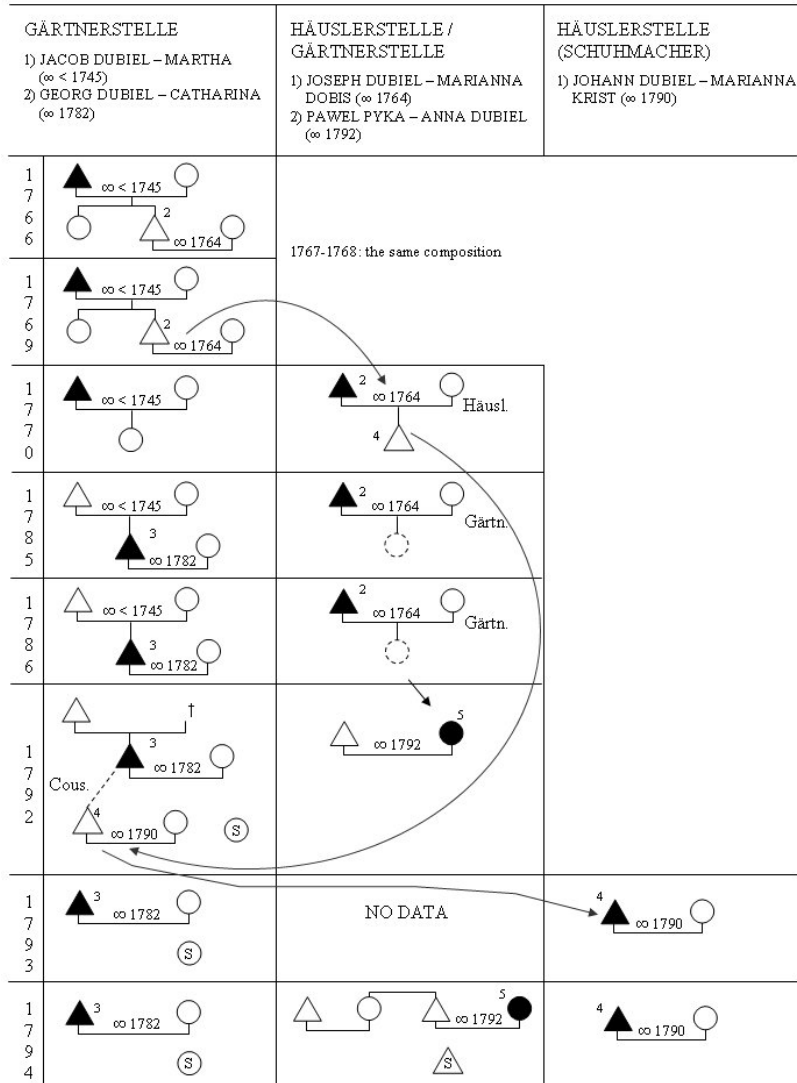 GÄRTNERSTELLE
1) JACOB DUBIEL – MARTHA
(∞ < 1745)
2) GEORG DUBIEL – CATHARINA
(∞ 1782)
HÄUSLERSTELLE /
GÄRTNERSTELLE
1) JOSEPH DUBIEL – MARIANNA
DOBIS (∞ 1764)
2) PAWEL PYKA – ANNA DUBIEL
(∞ 1792)
HÄUSLERSTELLE
(SCHUHMACHER)
1) JOHANN DUBIEL – MARIANNA
KRIST (∞ 1790)
1766
∞ < 1745
2
∞ 1764
1767-1768: the same composition
1769
∞ < 1745
2
∞ 1764
1770
∞ < 1745
2
∞ 1764
Häusl.
4
1785
∞ < 1745
3
∞ 1782
2
∞ 1764
Gärtn.
1786
∞ < 1745
3
∞ 1782
2
∞ 1764
Gärtn.
1792
†
3
∞ 1782
Cous.
4
∞ 1790
S
5
∞ 1792
1793
3
∞ 1782
S
NO DATA
4
∞ 1790
1794
3
∞ 1782
S
5
∞ 1792
S
4
∞ 1790